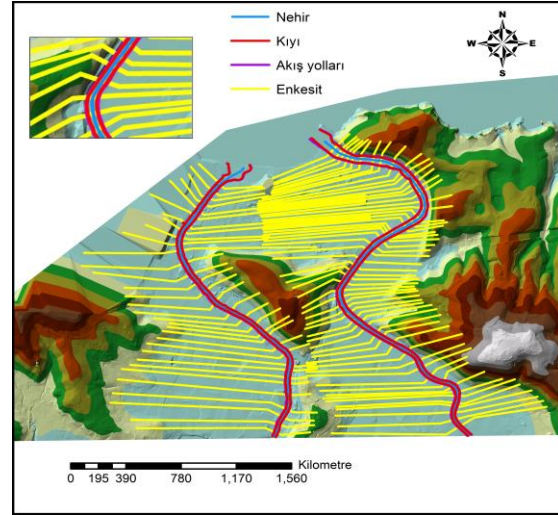 Nehir
Kıyı
Akış yolları
Enkesit
N
W E
S
Kilometre
0 195 390 780 1,170 1,560